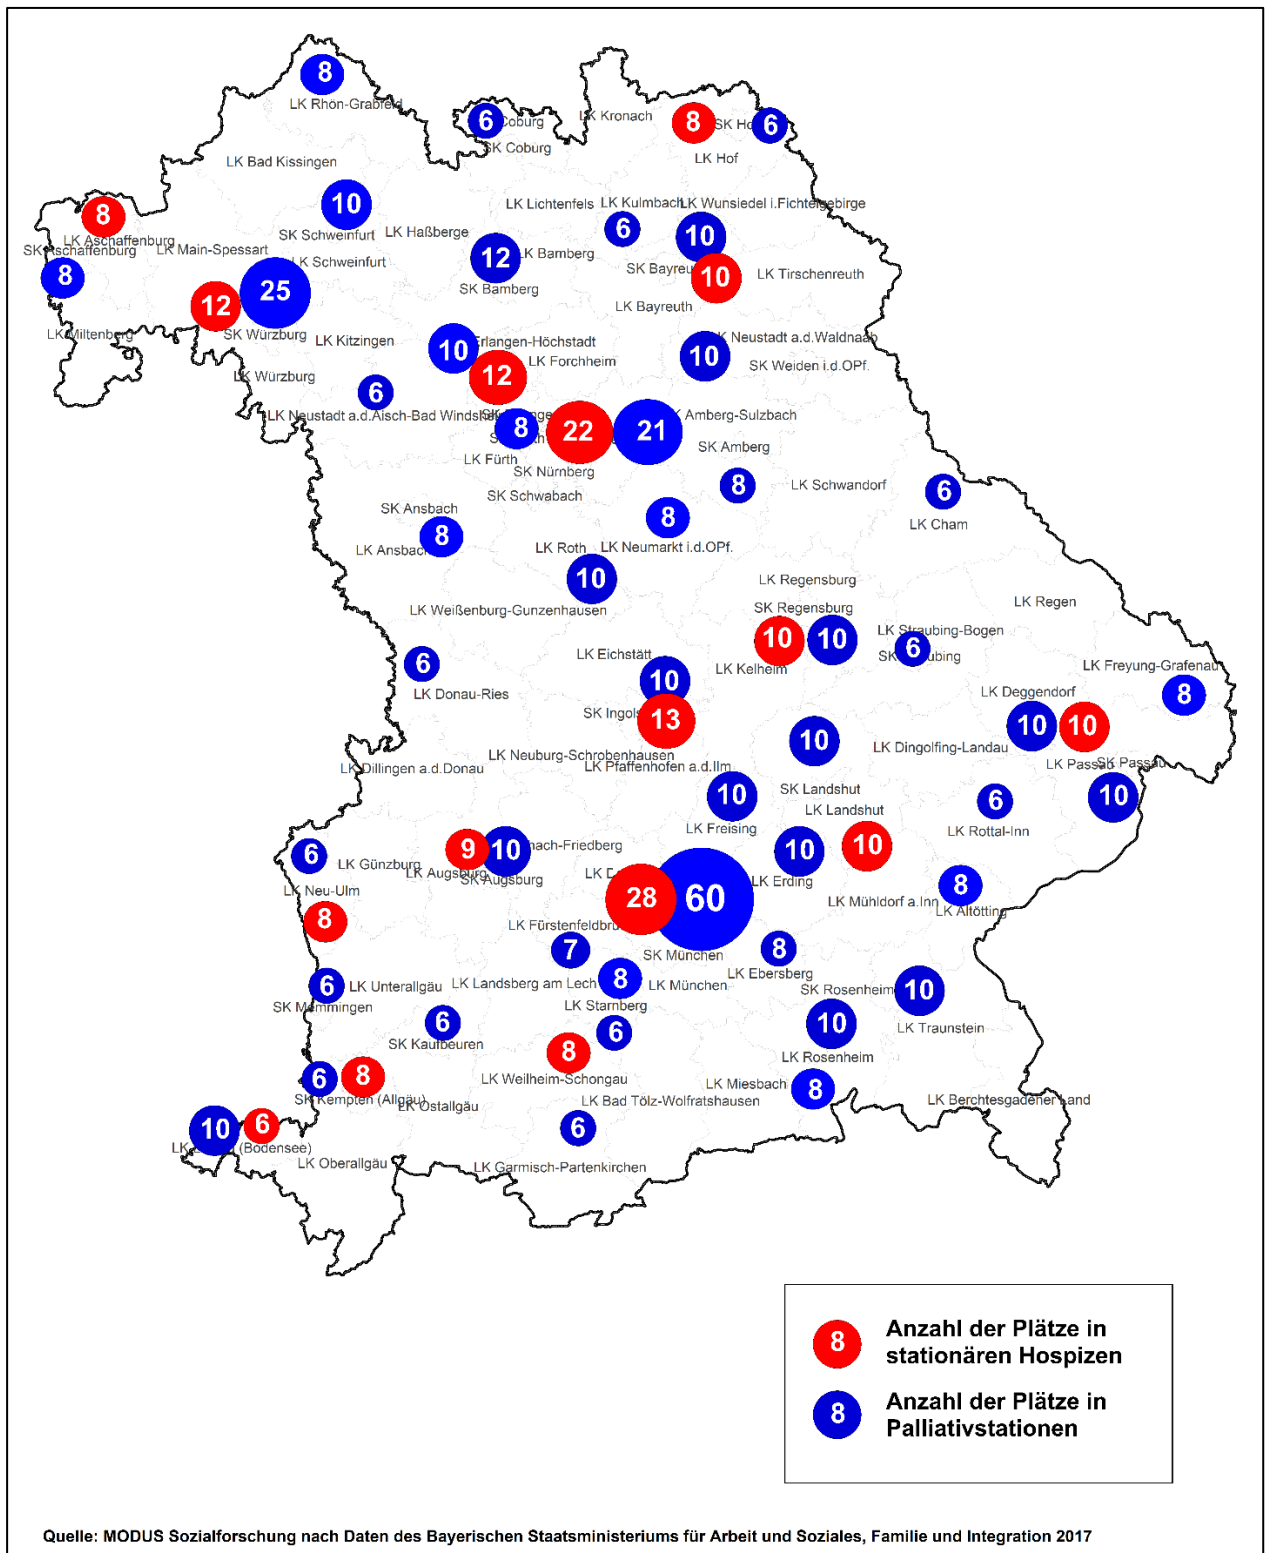 8
LK Rhön-Grabfeld
6
Coburg
SK Coburg
LK Kronach
8
SK Ho
6
LK Hof
LK Bad Kissingen
10
SK Schweinfurt
LK Haßberge
LK Schweinfurt
LK Lichtenfels
LK Kulmbach
6
LK Wunsiedel i.Fichtelgebirge
10
SK Bayreu
10
LK Tirschenreuth
LK Bayreuth
8
LK Aschaffenburg
SK Aschaffenburg
8
LK Main-Spessart
LK Miltenberg
12
LK Bamberg
SK Bamberg
12
25
SK Würzburg
LK Kitzingen
LK Würzburg
10
Erlangen-Höchstadt
LK Forchheim
12
10
LK Neustadt a.d.Waldnaab
SK Weiden i.d.OPf.
6
LK Neustadt a.d.Aisch-Bad
8
LK Fürth
22
SK Nürnberg
21
Amberg-Sulzbach
SK Amberg
SK Schwabach
8
LK Schwandorf
6
LK Cham
SK Ansbach
8
LK Ansbach
8
LK Roth
LK Neumarkt i.d.OPf.
10
LK Weißenburg-Gunzenhausen
LK Regensburg
SK Regensburg
10
10
LK Kelheim
LK Straubing-Bogen
6
LK Regen
LK Freyung-Grafenau
8
6
LK Donau-Ries
LK Eichstätt
10
SK Ingols
13
LK Neuburg-Schrobenhausen
LK Pfaffenhofen a.d.Ilm
LK Dillingen a.d.Donau
LK Deggendorf
10
10
LK Dingolfing-Landau
LK Passau
SK Passau
10
10
SK Landshut
LK Landshut
10
LK Freising
6
LK Rottal-Inn
6
LK Günzburg
LK Neu-Ulm
8
9
10
LK Augsburg
SK Augsburg
nach-Friedberg
28
60
SK München
10
LK Erding
10
LK Mühldorf a.Inn
8
LK Altötting
LK Fürstenfeldbru
7
8
LK Landsberg am Lech
LK München
LK Starnberg
6
8
LK Ebersberg
SK Rosenheim
10
LK Traunstein
10
LK Rosenheim
6
LK Unterallgäu
SK Memmingen
6
SK Kaufbeuren
8
LK Weilheim-Schongau
LK Miesbach
8
LK Bad Tölz-Wolfratshausen
LK Berchtesgadener Land
6
8
SK Kempten (Allgäu)
LK Ostallgäu
10
6
(Bodensee)
LK Oberallgäu
6
LK Garmisch-Partenkirchen
8
Anzahl der Plätze in
stationären Hospizen
8
Anzahl der Plätze in
Palliativstationen
Quelle: MODUS Sozialforschung nach Daten des Bayerischen Staatsministeriums für Arbeit und Soziales, Familie und Integration 2017